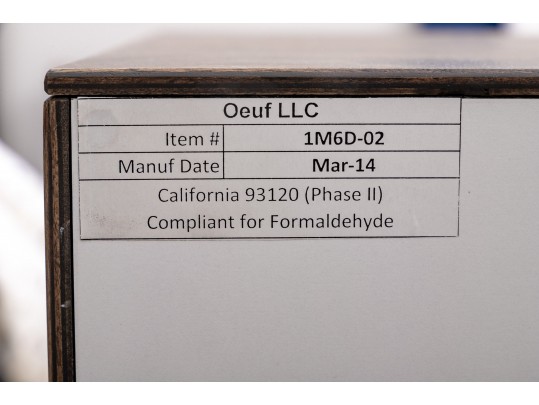 Oeuf LLC
Item # 1M6D-02
Manuf Date Mar-14
California 93120 (Phase II)
Compliant for Formaldehyde